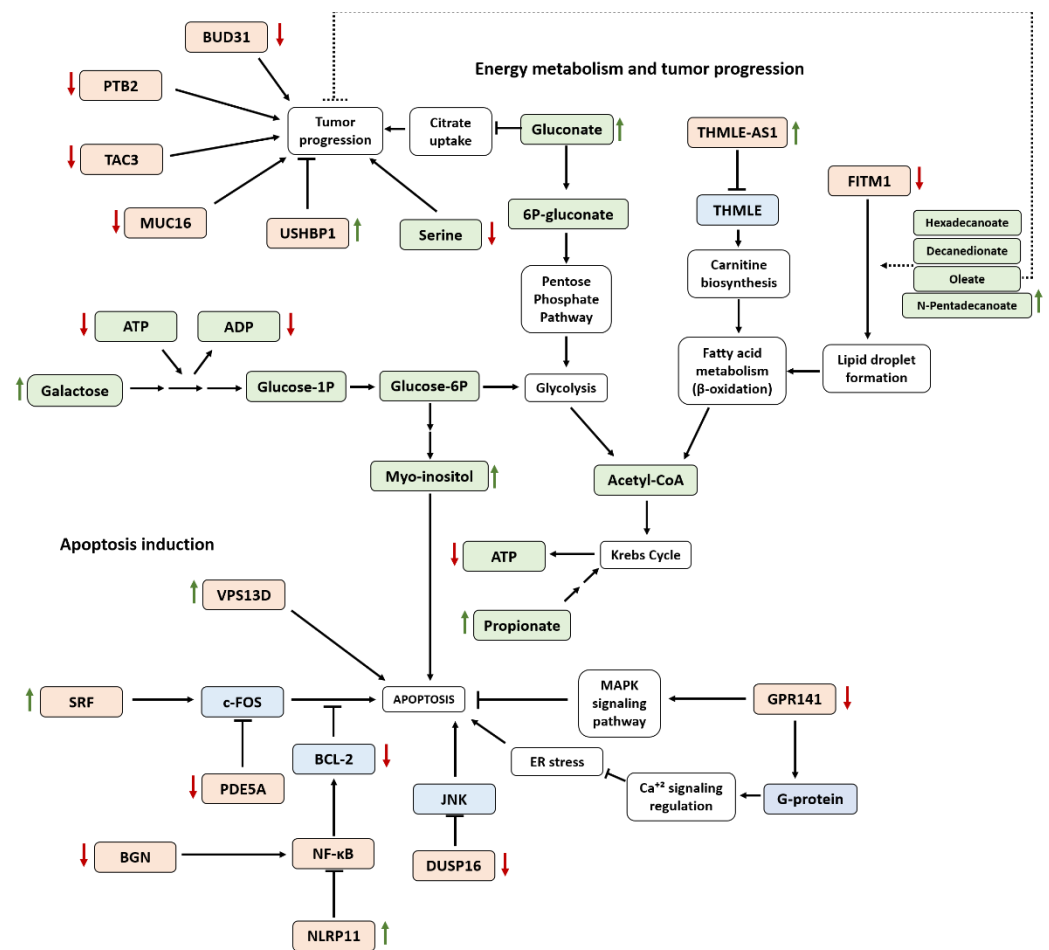 BUD31
Energy metabolism and tumor progression
PTB2
Tumor
progression
Citrate
uptake
Gluconate
THMLE-AS1
TAC3
FITM1
MUC16
USHBP1
Serine
6P-gluconate
THMLE
Hexadecanoate
Decanedionate
Oleate
N-Pentadecanoate
Carnitine
biosynthesis
Pentose
Phosphate
Pathway
ATP
ADP
Fatty acid
metabolism
(β-oxidation)
Lipid droplet
formation
Galactose
Glucose-1P
Glucose-6P
Glycolysis
Myo-inositol
Acetyl-CoA
Apoptosis induction
ATP
Krebs Cycle
VPS13D
Propionate
SRF
c-FOS
APOPTOSIS
MAPK
signaling
pathway
GPR141
BCL-2
ER stress
PDE5A
JNK
Ca⁺² signaling
regulation
G-protein
BGN
NF-κB
DUSP16
NLRP11